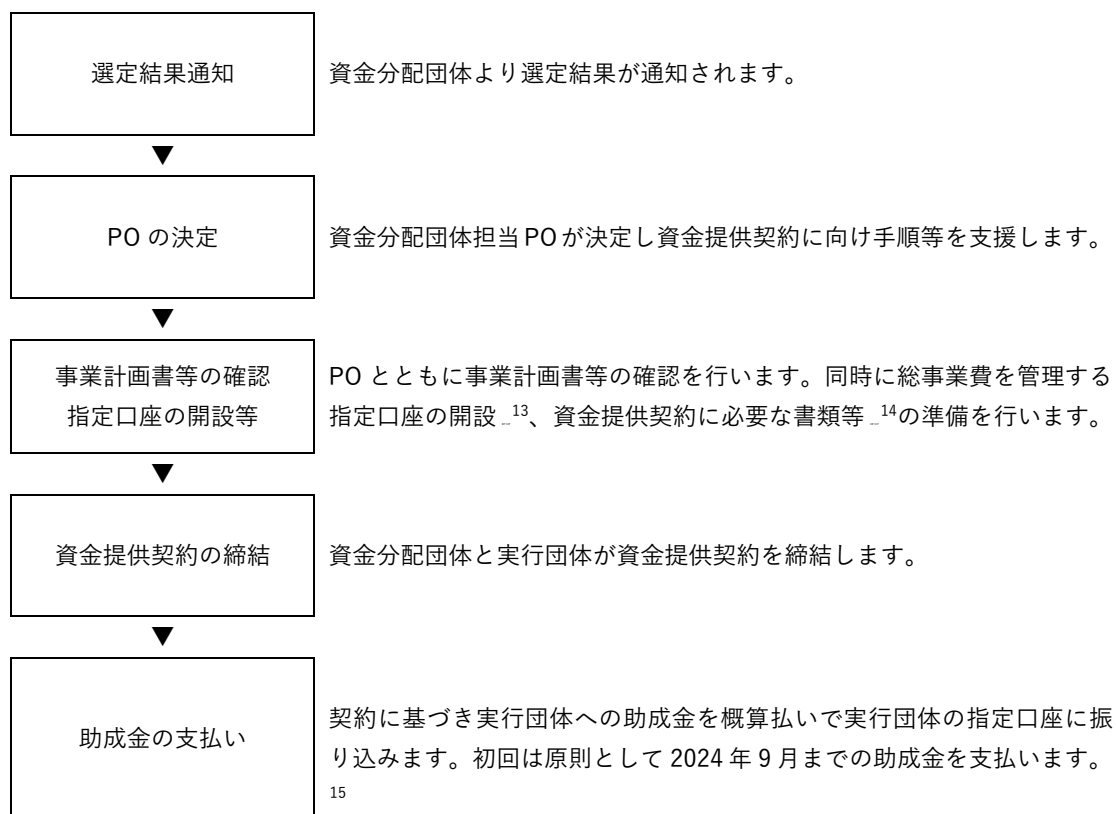 選定結果通知
資金分配団体より選定結果が通知されます。
▼
PO の決定
資金分配団体担当 PO が決定し資金提供契約に向け手順等を支援します。
▼
事業計画書等の確認
指定口座の開設等
PO とともに事業計画書等の確認を行います。同時に総事業費を管理する
指定口座の開設 13、資金提供契約に必要な書類等 14の準備を行います。
▼
資金提供契約の締結
資金分配団体と実行団体が資金提供契約を締結します。
▼
助成金の支払い
契約に基づき実行団体への助成金を概算払いで実行団体の指定口座に振
り込みます。初回は原則として 2024 年 9 月までの助成金を支払います。
15